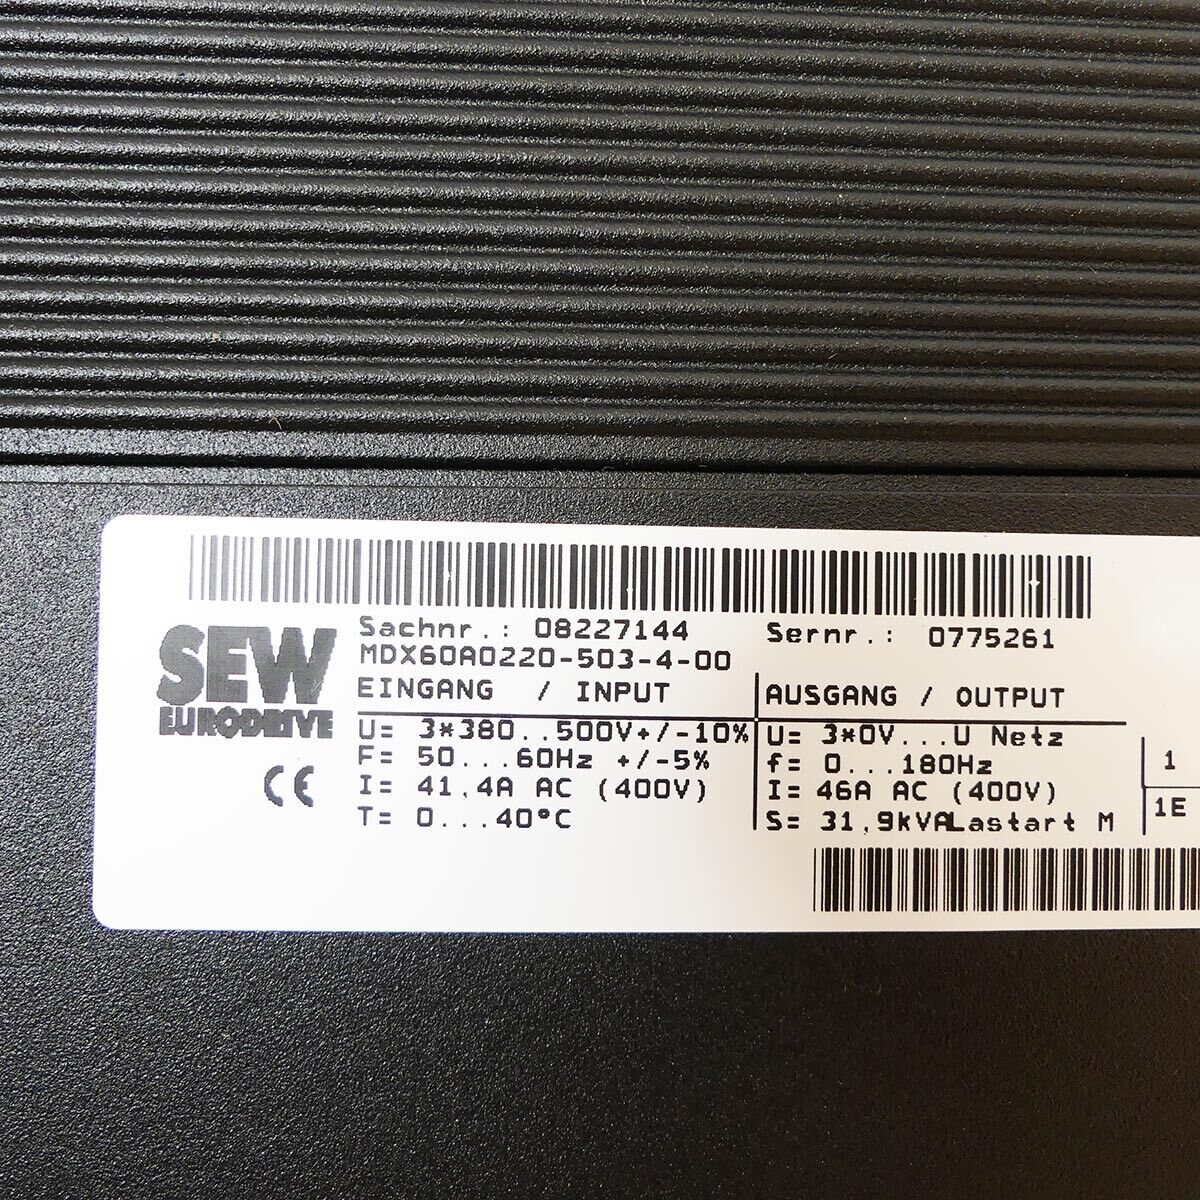 SEW
EURODRIVE
CE
Sachnr.: 08227144 Sernr.: 0775261
MDX60A0220-503-4-00
EINGANG / INPUT
U= 3*380..500V+/-10%
F= 50...60Hz +/-5%
I= 41,4A AC (400V)
T= 0...40°C
AUSGANG / OUTPUT
U= 3*0V...U Netz
f= 0...180Hz
I= 46A AC (400V)
S= 31,9kVALastart M
1
1E